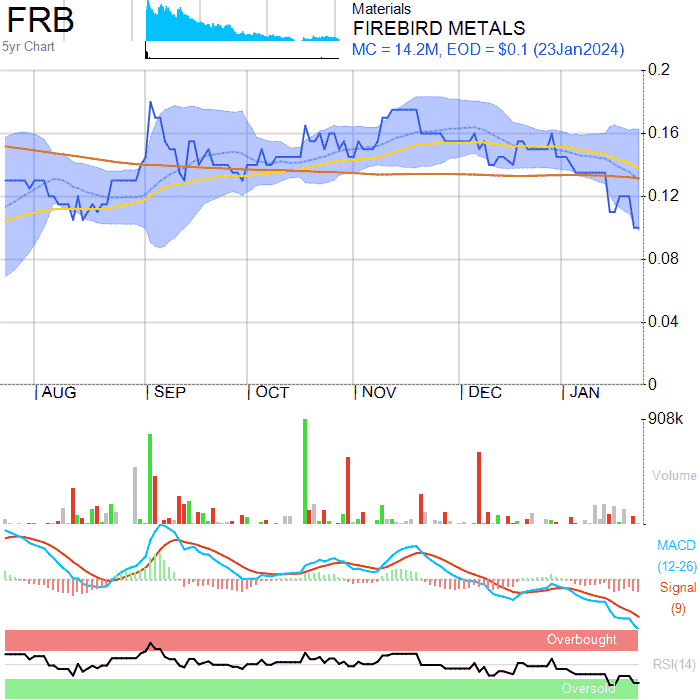 FRB
5yr Chart
Materials
FIREBIRD METALS
MC = 14.2M, EOD = $0.1 (23Jan2024)
0.2
0.16
0.12
0.08
0.04
0
AUG SEP OCT NOV DEC JAN
908k
Volume
MACD
(12-26)
Signal
(9)
Overbought
RSI(14)
Oversold